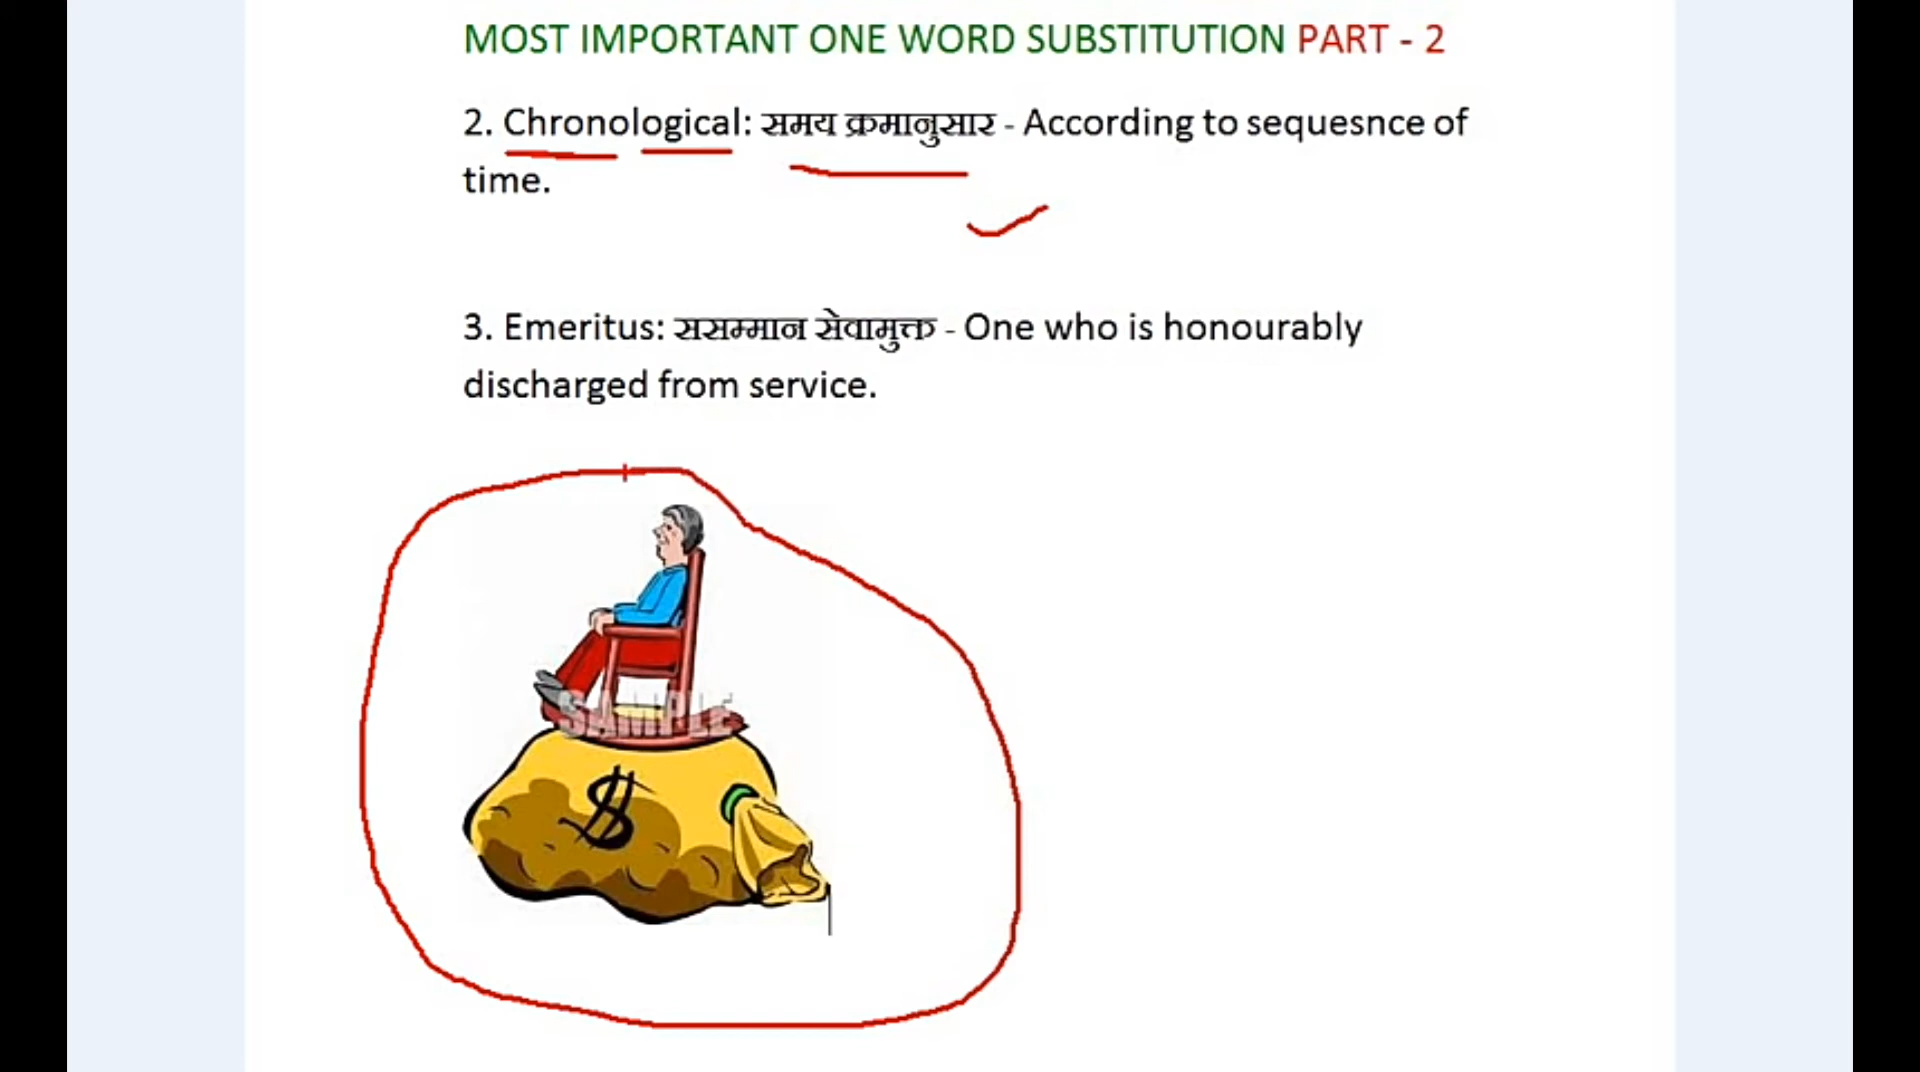 MOST IMPORTANT ONE WORD SUBSTITUTION PART - 2
2. Chronological: समय क्रमानुसार - According to sequesnce of
time.
3. Emeritus: ससम्मान सेवामुक्त - One who is honourably
discharged from service.
SAMPLE
$